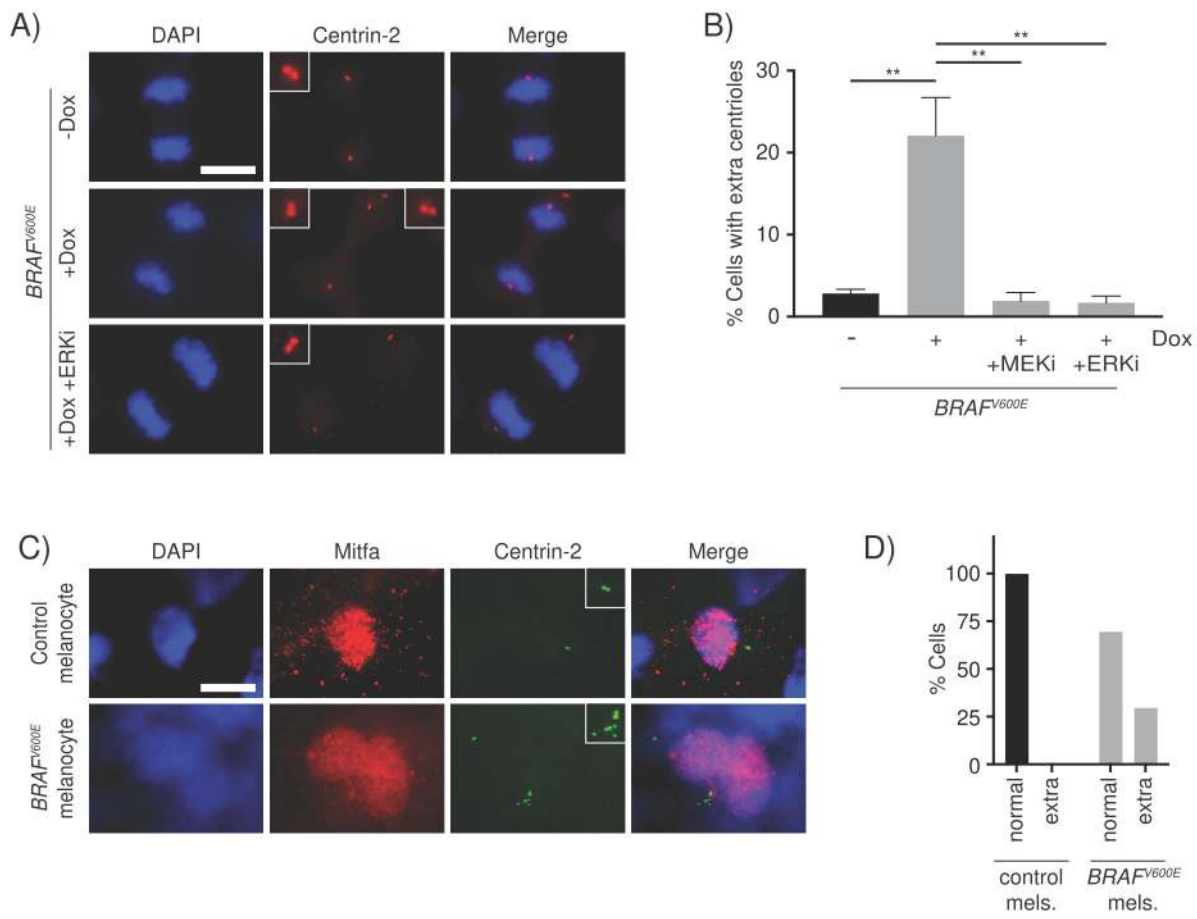 A)
DAPI Centrin-2 Merge
BRAFV600E
-Dox
+Dox
+Dox +ERKi
B)
% Cells with extra centrioles
30
20
10
0
** ** **
- + + + Dox
+MEKi +ERKi
BRAFV600E
C)
DAPI Mitfa Centrin-2 Merge
Control
melanocyte
BRAFV600E
melanocyte
D)
% Cells
100
75
50
25
0
normal extra normal extra
control BRAFV600E
mels. mels.